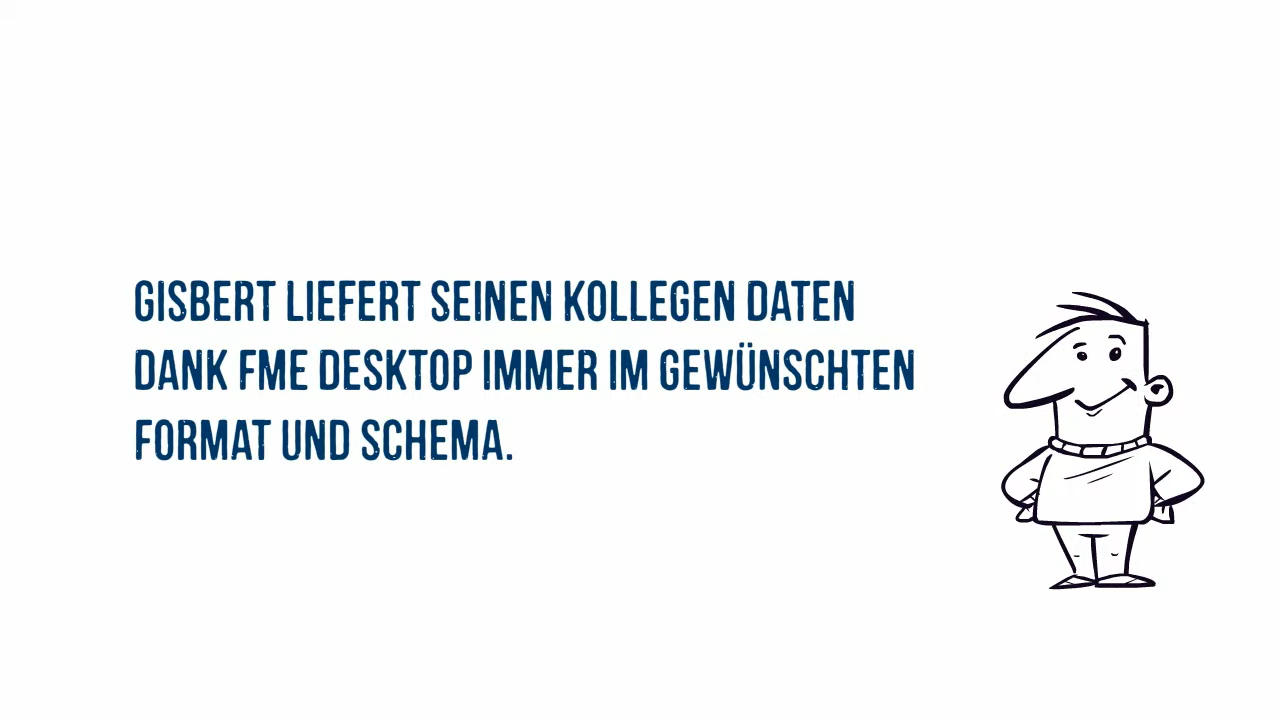 GISBERT LIEFERT SEINEN KOLLEGEN DATEN
DANK FME DESKTOP IMMER IM GEWÜNSCHTEN
FORMAT UND SCHEMA.